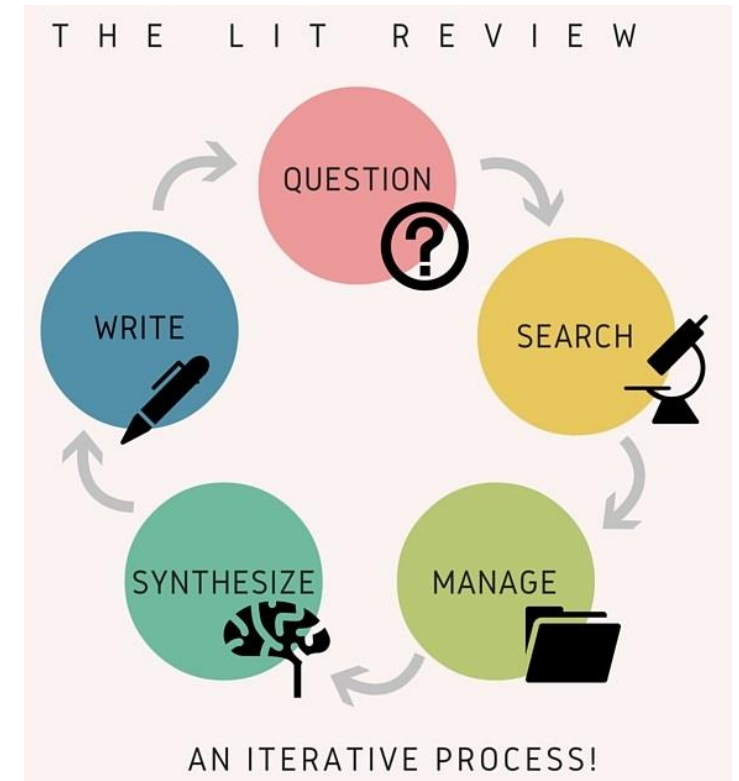 THE LIT REVIEW
QUESTION
?
SEARCH
MANAGE
SYNTHESIZE
WRITE
AN ITERATIVE PROCESS!